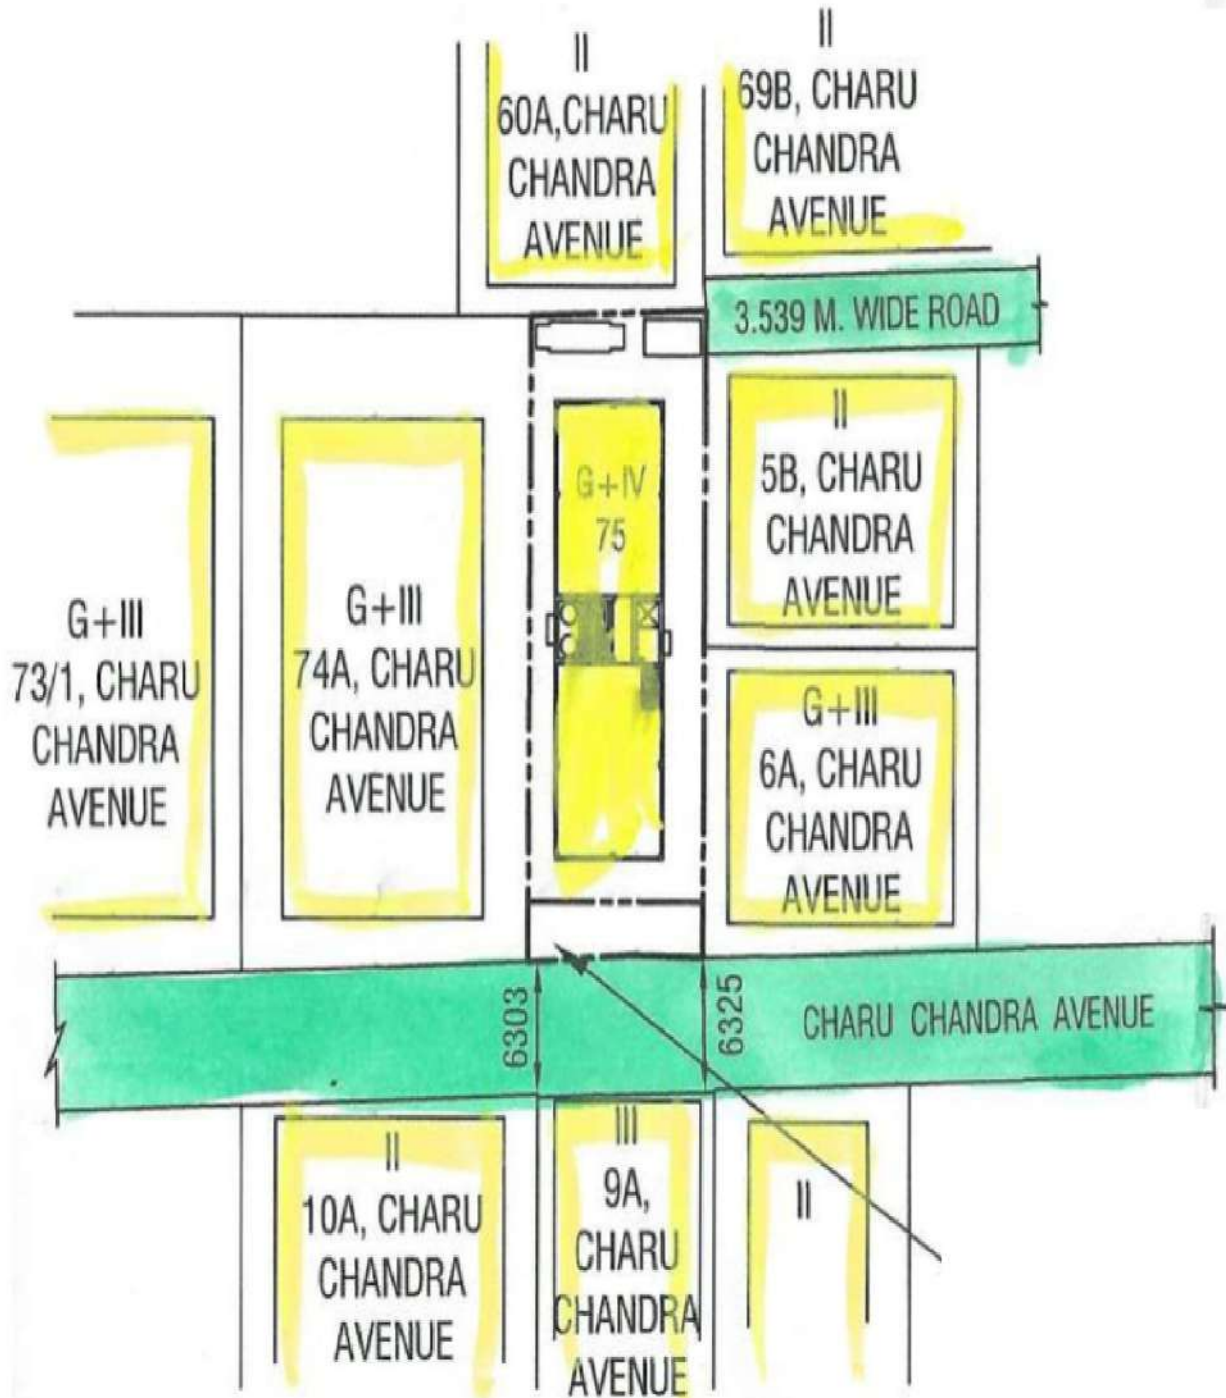 II
60A,CHARU
CHANDRA
AVENUE
II
69B, CHARU
CHANDRA
AVENUE
3.539 M. WIDE ROAD
G+III
73/1, CHARU
CHANDRA
AVENUE
G+III
74A, CHARU
CHANDRA
AVENUE
G+IV
75
II
5B, CHARU
CHANDRA
AVENUE
G+III
6A, CHARU
CHANDRA
AVENUE
6303
6325
CHARU CHANDRA AVENUE
II
10A, CHARU
CHANDRA
AVENUE
III
9A,
CHARU
CHANDRA
AVENUE
II